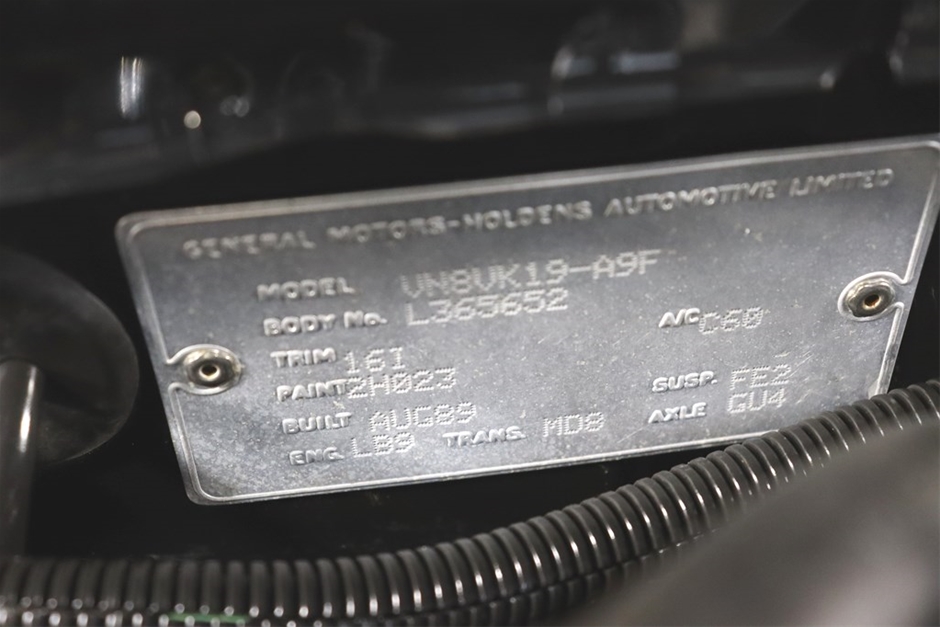 GENERAL MOTORS-HOLDENS AUTOMOTIVE LIMITED
MODEL VN8VK19-A9F
BODY No. L365652
A/C C60
TRIM 16I
PAINT 2H023
SUSP. FE2
BUILT AUG89
AXLE GU4
ENG. LB9 TRANS. MD8